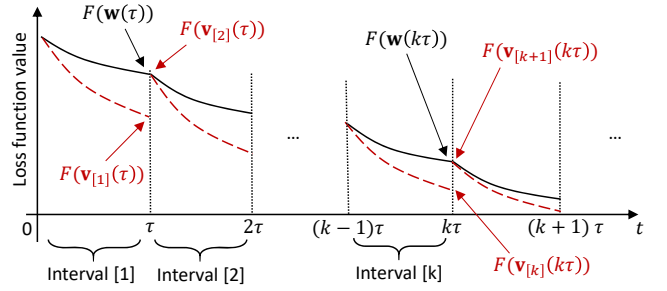 F(𝐰(τ))
F(𝐯[2](τ))
F(𝐰(kτ))
F(𝐯[k+1](kτ))
Loss function value
...
...
F(𝐯[1](τ))
0
τ
2τ
(k − 1)τ
kτ
(k + 1) τ
t
F(𝐯[k](kτ))
Interval [1]
Interval [2]
Interval [k]